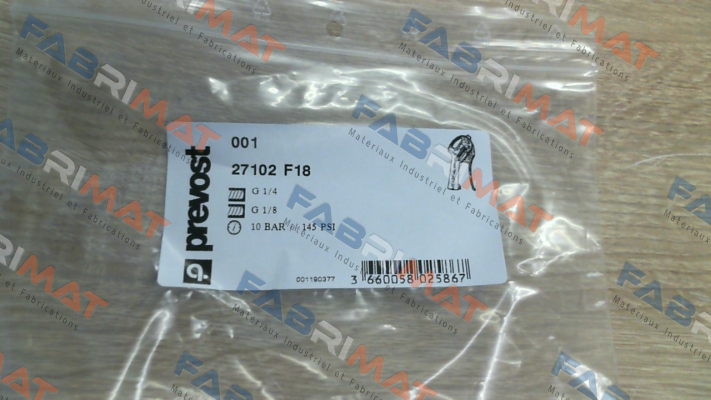 prevost
001
27102 F18
G 1/4
G 1/8
10 BAR / 145 PSI
001190377
3 660058 025867
FABRIMAT
Materiaux Industriel et Fabrications